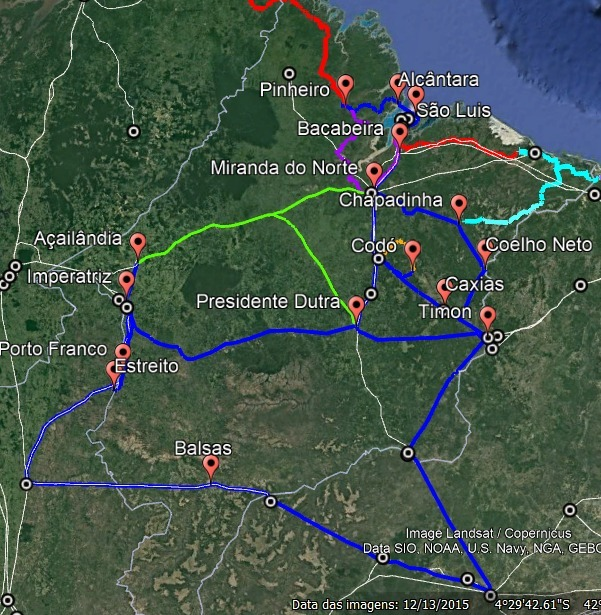 Alcântara
Pinheiro
São Luis
Bacabeira
Miranda do Norte
Chapadinha
Açailândia
Codó
Coelho Neto
Imperatriz
Caxias
Presidente Dutra
Timon
Porto Franco
Estreito
Balsas
Image Landsat / Copernicus
Data SIO, NOAA, U.S. Navy, NGA, GEBC
Data das imagens: 12/13/2015 4°29'42.61"S 42°